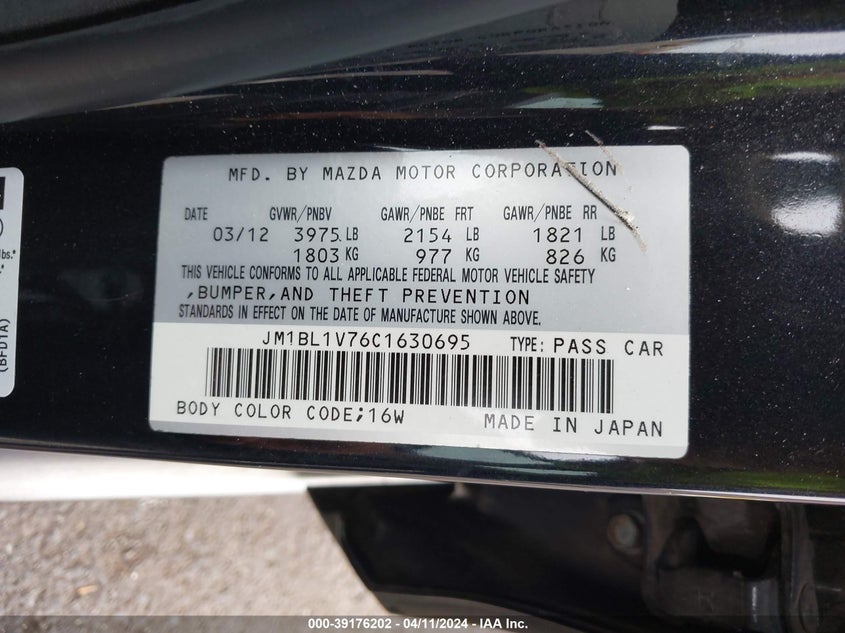 MFD. BY MAZDA MOTOR CORPORATION
DATE GVWR/PNBV GAWR/PNBE FRT GAWR/PNBE RR
03/12 3975 LB 2154 LB 1821 LB
1803 KG 977 KG 826 KG
THIS VEHICLE CONFORMS TO ALL APPLICABLE FEDERAL MOTOR VEHICLE SAFETY
,BUMPER,AND THEFT PREVENTION
STANDARDS IN EFFECT ON THE DATE OF MANUFACTURE SHOWN ABOVE.
JM1BL1V76C1630695 TYPE: PASS CAR
BODY COLOR CODE;16W MADE IN JAPAN
lbs.*
(BFD1A)
000-39176202 - 04/11/2024 - IAA Inc.